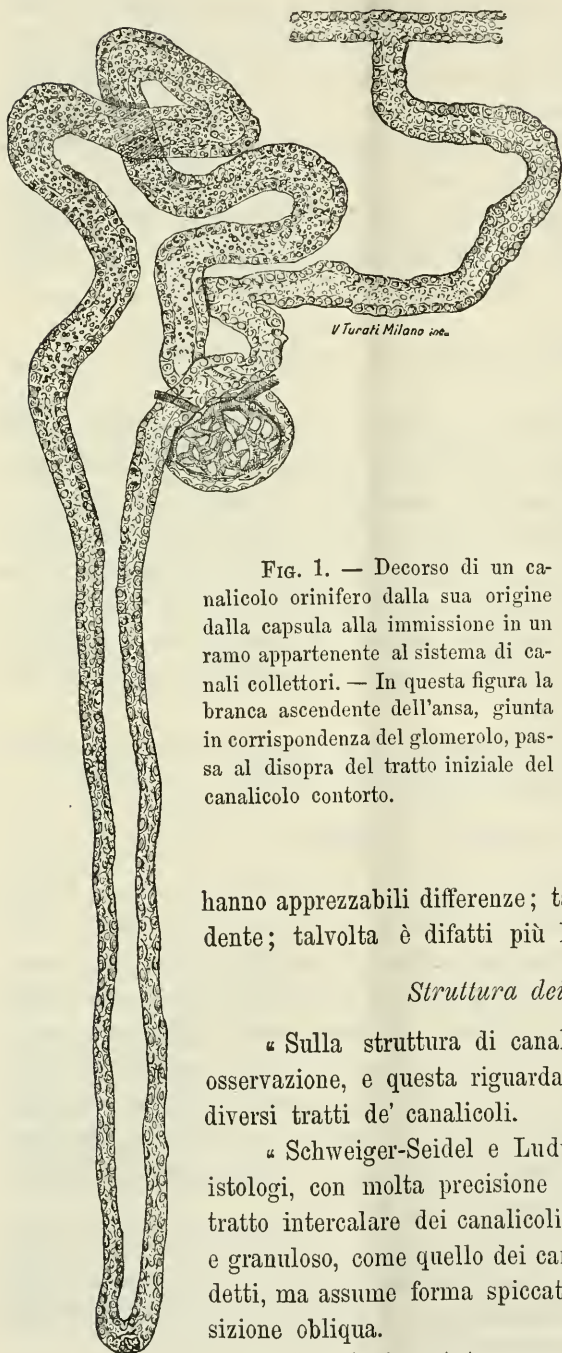 V Turati Milano inc.
FIG. 1. — Decorso di un ca-
nalicolo orinifero dalla sua origine
dalla capsula alla immissione in un
ramo appartenente al sistema di ca-
nali collettori. — In questa figura la
branca ascendente dell'ansa, giunta
in corrispondenza del glomerolo, pas-
sa al disopra del tratto iniziale del
canalicolo contorto.
hanno apprezzabili differenze; ta
dente; talvolta è difatti più l
Struttura dei
« Sulla struttura di canal
osservazione, e questa riguarda
diversi tratti de' canalicoli.
« Schweiger-Seidel e Lud
istologi, con molta precisione
tratto intercalare dei canalicoli
e granuloso, come quello dei can
detti, ma assume forma spiccat
sizione obliqua.